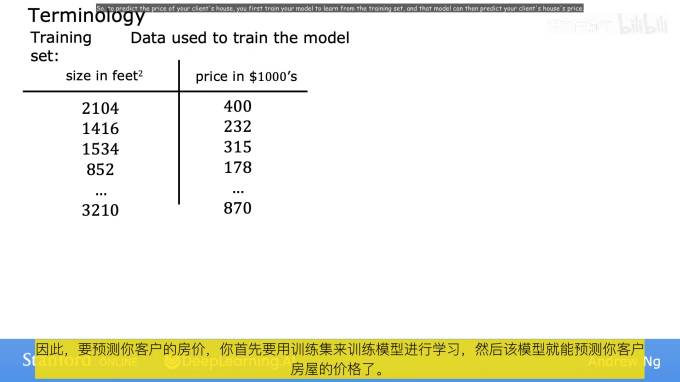 So, to predict the price of your client's house, you first train your model to learn from the training set, and that model can then predict your client's house's price.
Terminology
bilibili
Training set: Data used to train the model
size in feet² price in $1000's
2104 400
1416 232
1534 315
852 178
... ...
3210 870
因此，要预测你客户的房价，你首先要用训练集来训练模型进行学习，然后该模型就能预测你客户
房屋的价格了。
Stanford ONLINE DeepLearning.AI Andrew Ng